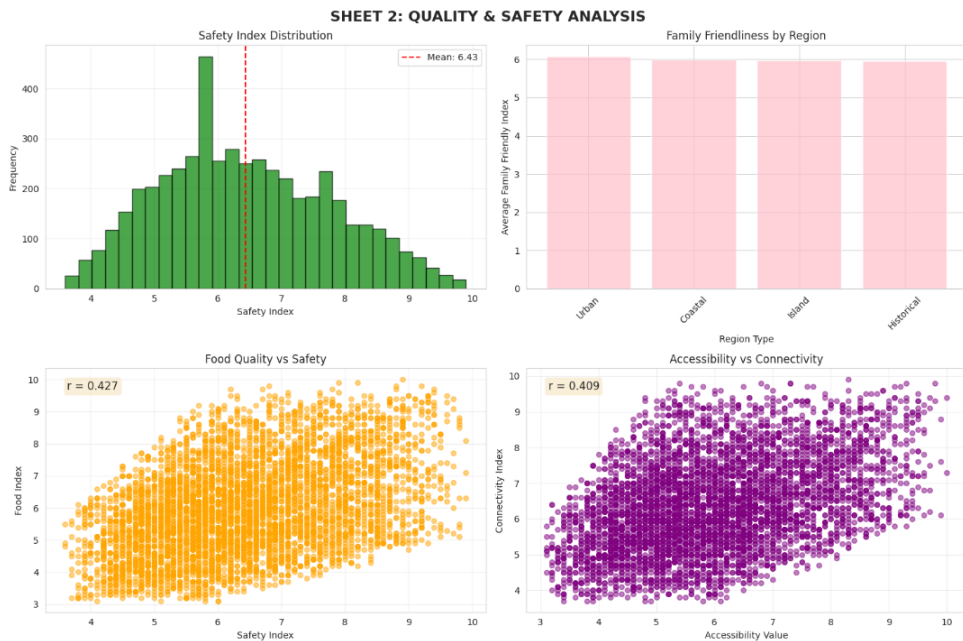 SHEET 2: QUALITY & SAFETY ANALYSIS
Safety Index Distribution
Mean: 6.43
Frequency
400
300
200
100
0
4 5 6 7 8 9 10
Safety Index
Family Friendliness by Region
Average Family Friendly Index
6
5
4
3
2
1
0
Urban
Coastal
Island
Historical
Region Type
Food Quality vs Safety
r = 0.427
Food Index
10
9
8
7
6
5
4
3
4 5 6 7 8 9 10
Safety Index
Accessibility vs Connectivity
r = 0.409
Connectivity Index
10
9
8
7
6
5
4
3 4 5 6 7 8 9 10
Accessibility Value